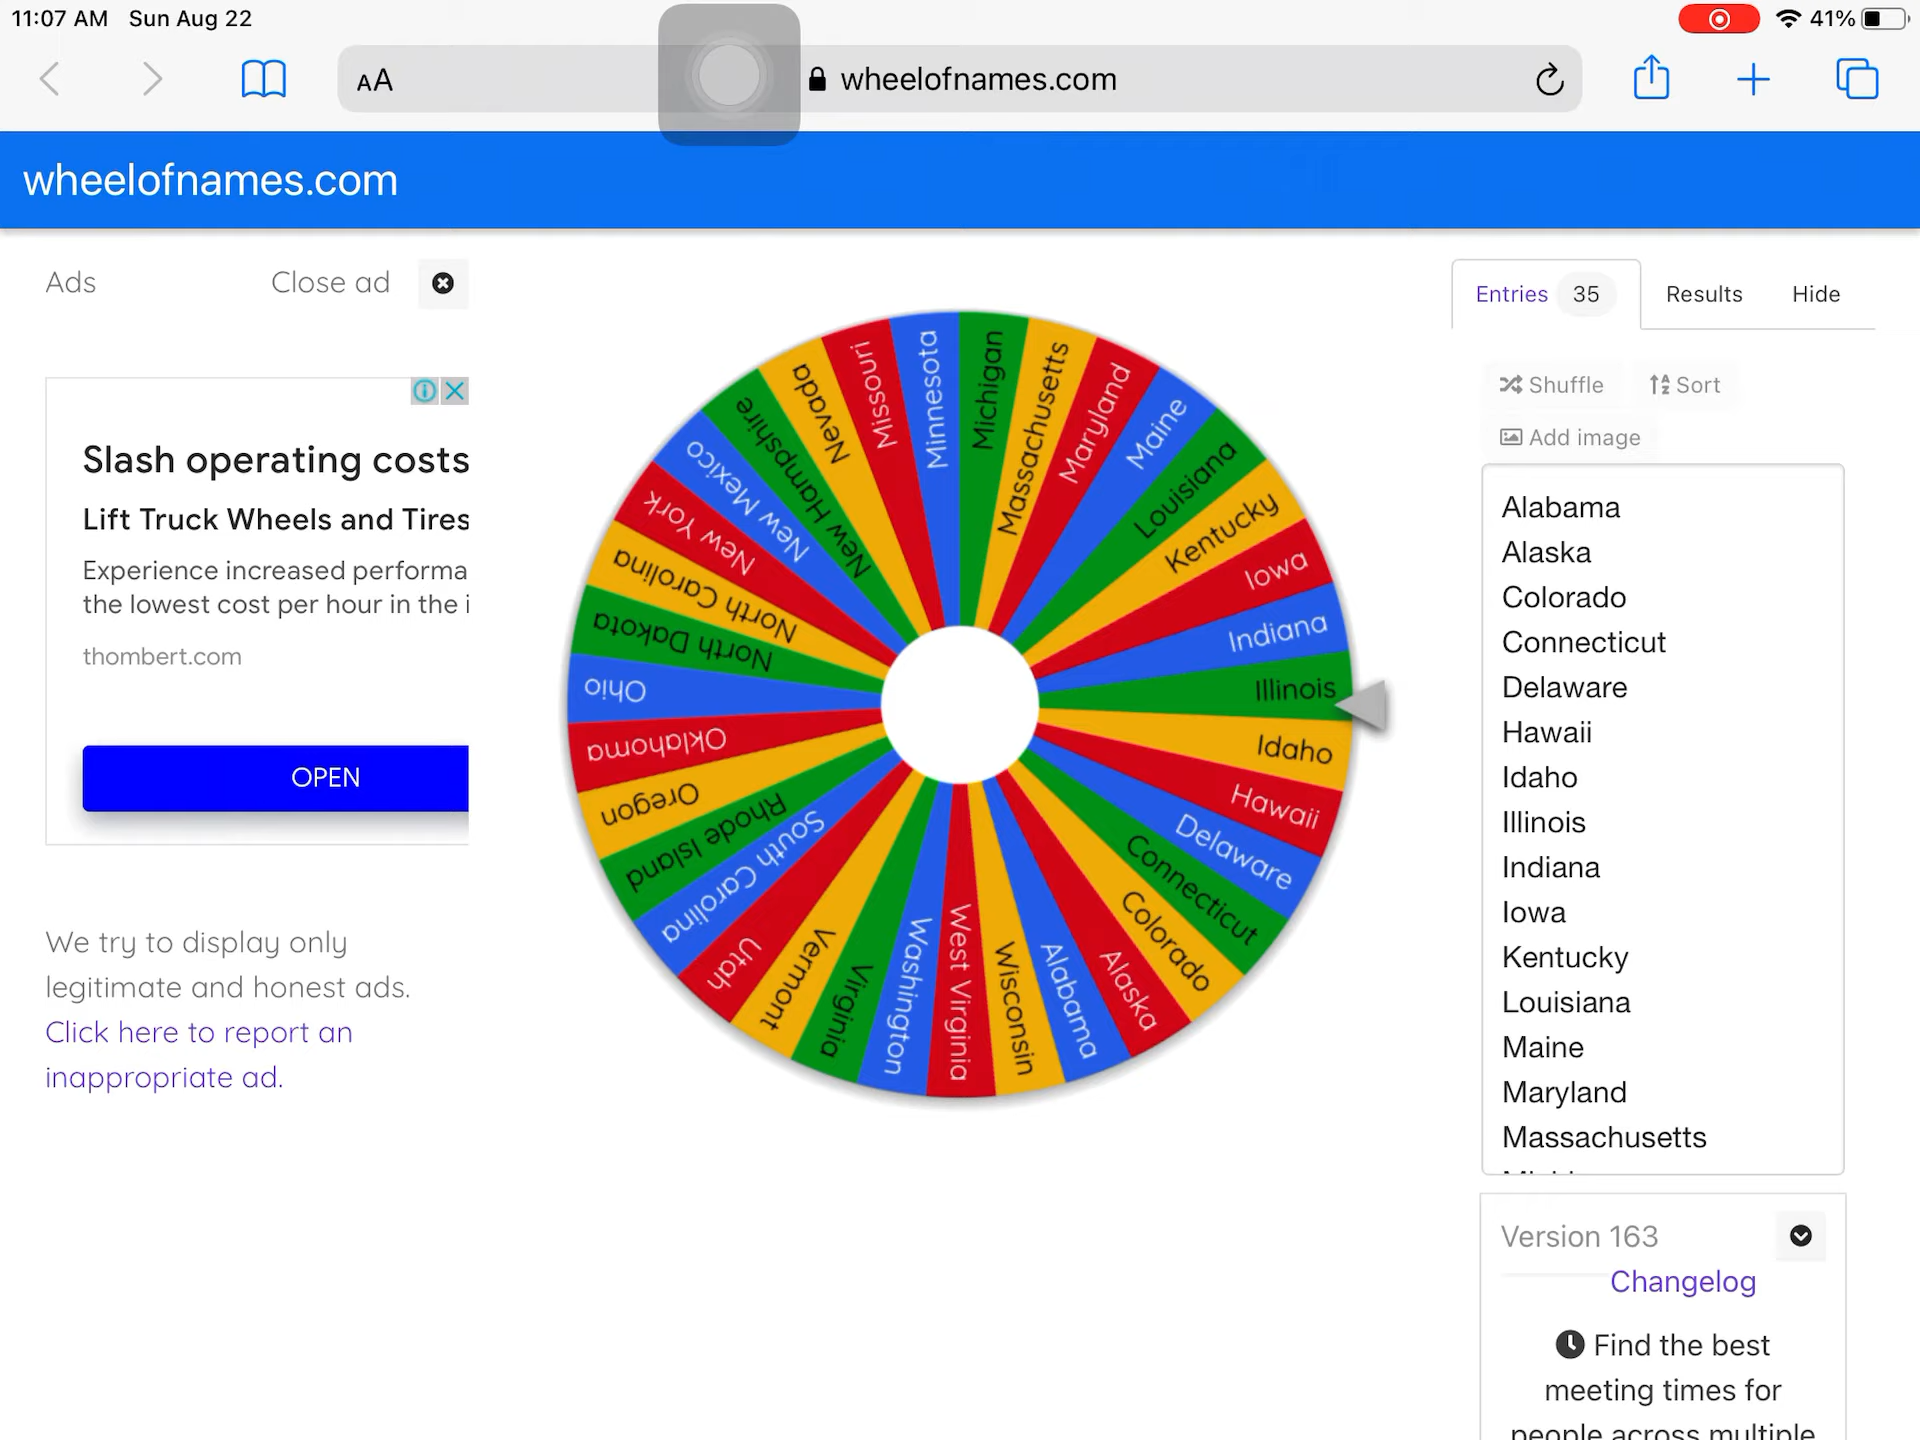 11:07 AM Sun Aug 22
41%
AA
wheelofnames.com
wheelofnames.com
Ads
Close ad
Entries 35
Results
Hide
Shuffle
Sort
Add image
Slash operating costs
Lift Truck Wheels and Tires
Experience increased performa
the lowest cost per hour in the i
thombert.com
OPEN
We try to display only
legitimate and honest ads.
Click here to report an
inappropriate ad.
Michigan
Massachusetts
Maryland
Maine
Louisiana
Kentucky
Iowa
Indiana
Illinois
Idaho
Hawaii
Delaware
Connecticut
Colorado
Alaska
Alabama
Wisconsin
West Virginia
Washington
Virginia
Vermont
Utah
South Carolina
Rhode Island
Oregon
Oklahoma
Ohio
North Dakota
North Carolina
New York
New Mexico
New Hampshire
Nevada
Missouri
Minnesota
Alabama
Alaska
Colorado
Connecticut
Delaware
Hawaii
Idaho
Illinois
Indiana
Iowa
Kentucky
Louisiana
Maine
Maryland
Massachusetts
Version 163
Changelog
Find the best
meeting times for
people across multiple